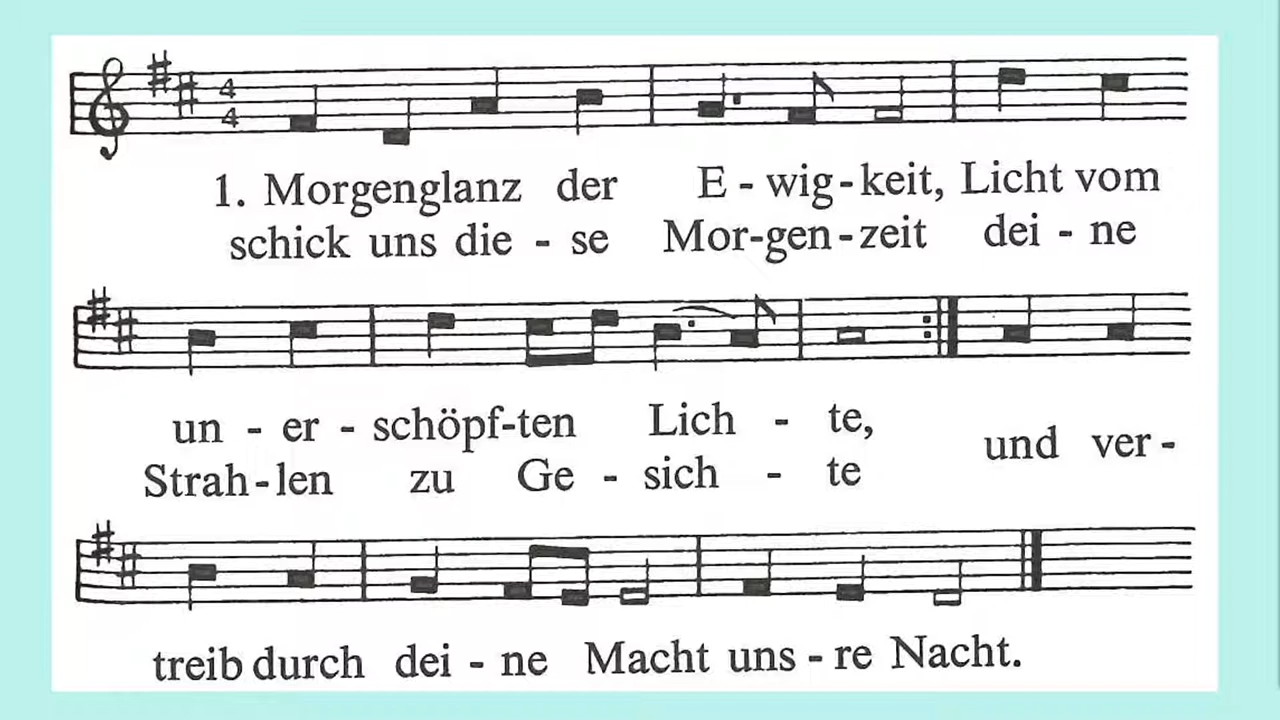 4
4
1. Morgenglanz der E - wig - keit, Licht vom
schick uns die - se Mor-gen - zeit dei - ne
un - er - schöpf-ten Lich - te,
und ver -
Strah-len zu Ge - sich - te
treib durch dei - ne Macht uns - re Nacht.